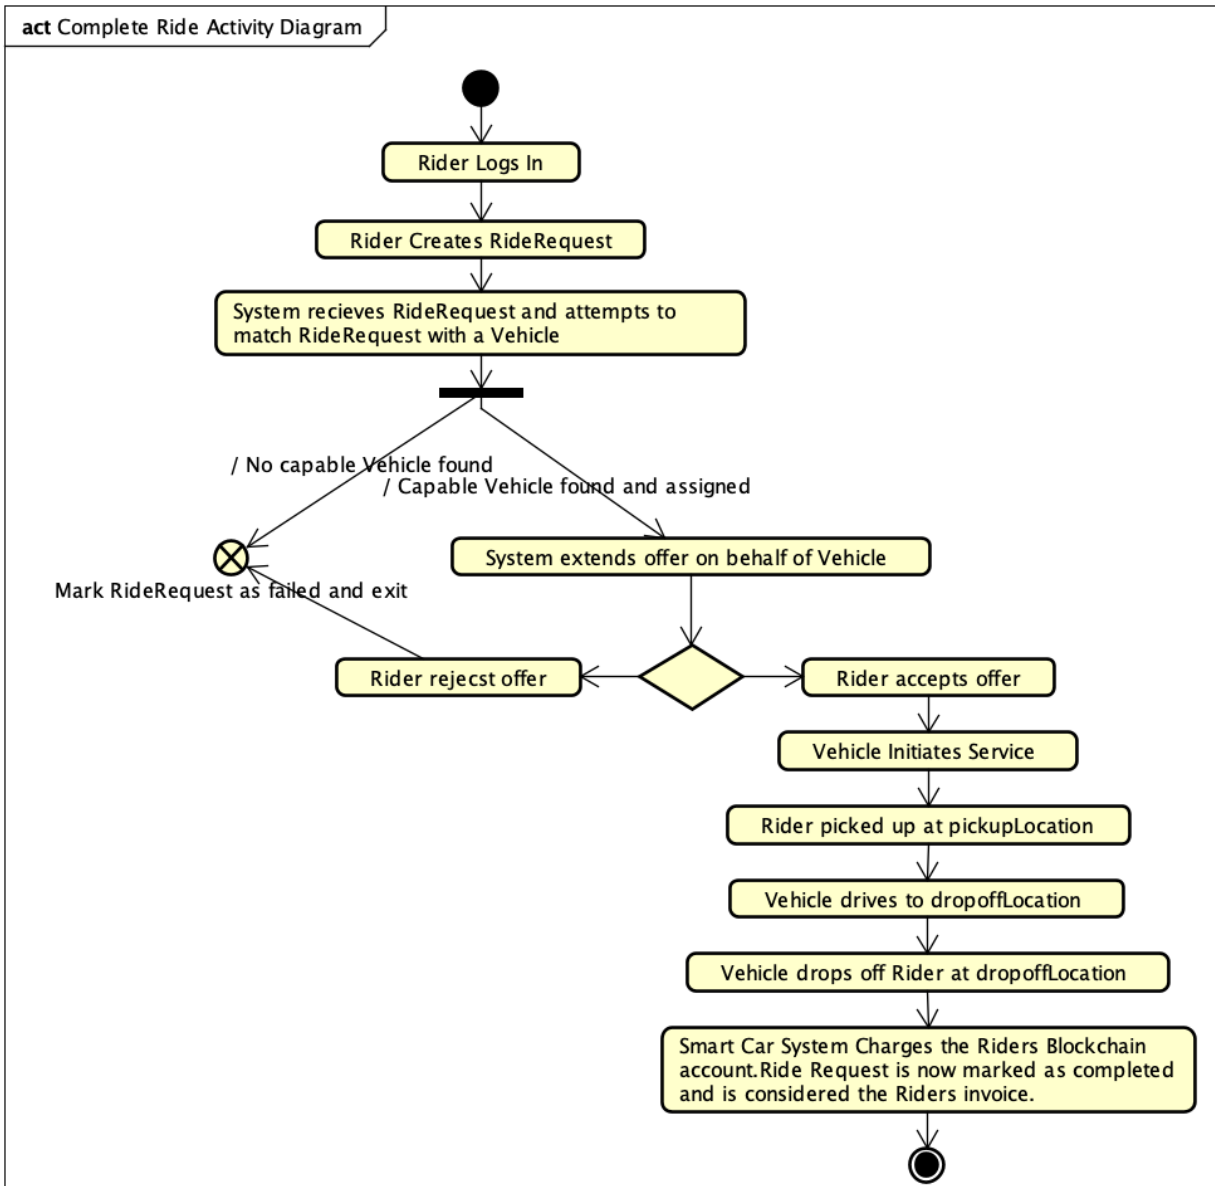 act Complete Ride Activity Diagram
Rider Logs In
Rider Creates RideRequest
System recieves RideRequest and attempts to
match RideRequest with a Vehicle
/ No capable Vehicle found
/ Capable Vehicle found and assigned
System extends offer on behalf of Vehicle
Mark RideRequest as failed and exit
Rider rejecst offer
Rider accepts offer
Vehicle Initiates Service
Rider picked up at pickupLocation
Vehicle drives to dropoffLocation
Vehicle drops off Rider at dropoffLocation
Smart Car System Charges the Riders Blockchain
account.Ride Request is now marked as completed
and is considered the Riders invoice.